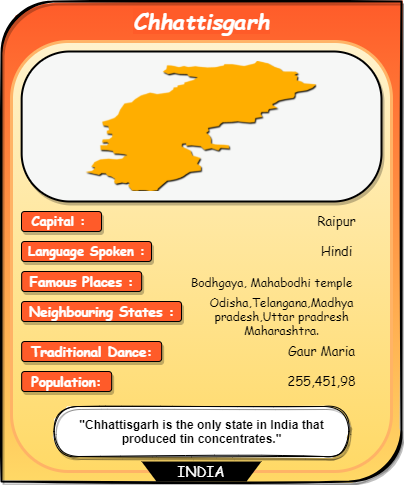 Chhattisgarh
Capital : Raipur
Language Spoken : Hindi
Famous Places : Bodhgaya, Mahabodhi temple
Neighbouring States : Odisha,Telangana,Madhya
pradesh,Uttar pradresh
Maharashtra.
Traditional Dance: Gaur Maria
Population: 255,451,98
"Chhattisgarh is the only state in India that
produced tin concentrates."
INDIA